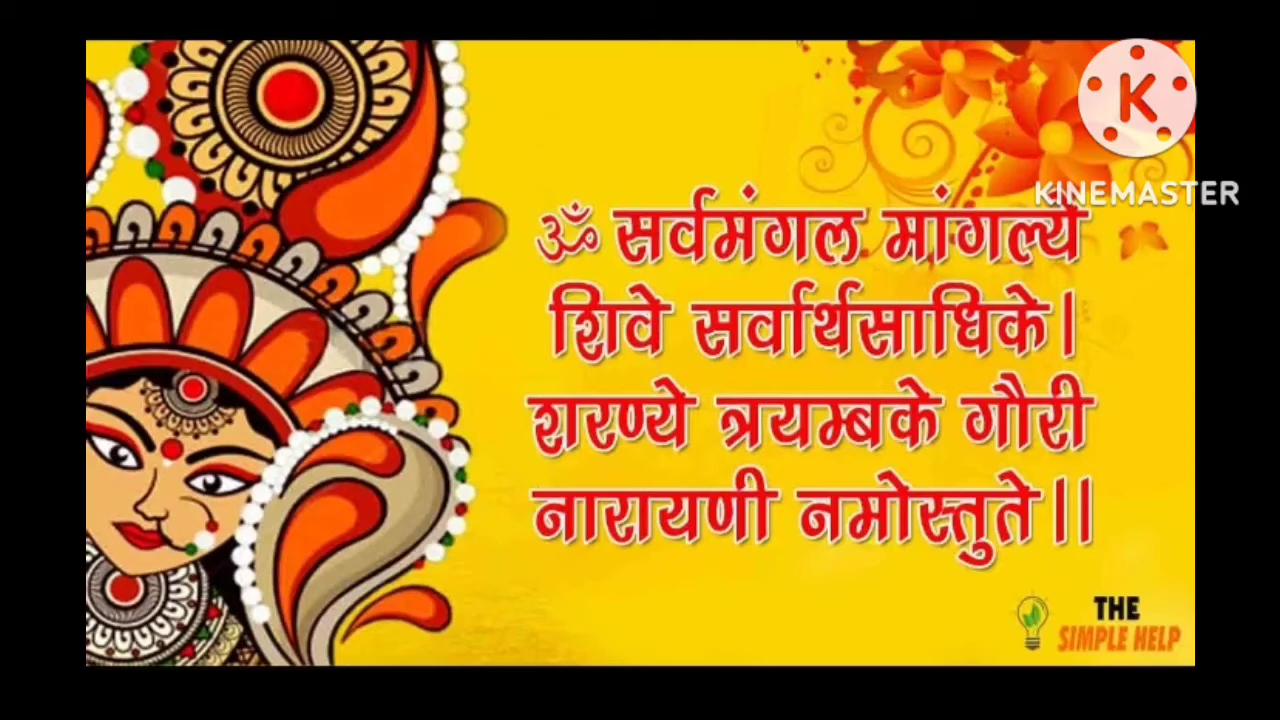 K
KINEMASTER
ॐ सर्वमंगल मांगल्ये
शिवे सर्वार्थसाधिके।
शरण्ये त्रयम्बके गौरी
नारायणी नमोस्तुते।।
THE
SIMPLE HELP